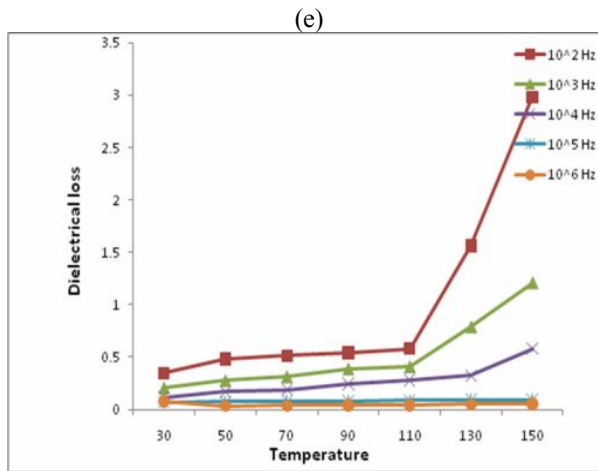 (e)
3.5
3
2.5
2
1.5
1
0.5
0
Dielectrical loss
30 50 70 90 110 130 150
Temperature
10^2 Hz
10^3 Hz
10^4 Hz
10^5 Hz
10^6 Hz